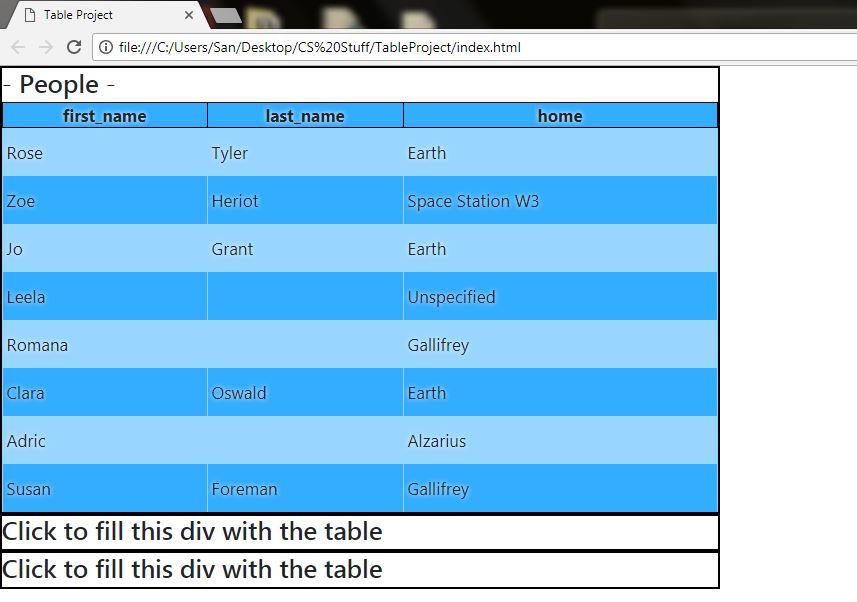 Table Project
file:///C:/Users/San/Desktop/CS%20Stuff/TableProject/index.html
- People -
first_name last_name home
Rose Tyler Earth
Zoe Heriot Space Station W3
Jo Grant Earth
Leela Unspecified
Romana Gallifrey
Clara Oswald Earth
Adric Alzarius
Susan Foreman Gallifrey
Click to fill this div with the table
Click to fill this div with the table